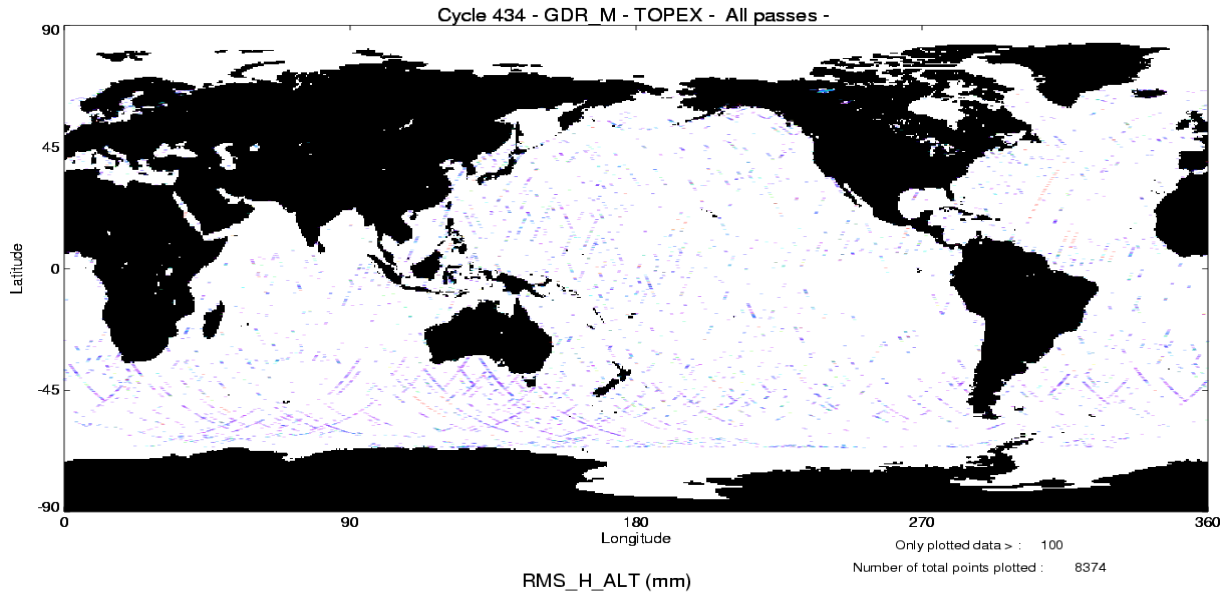 Cycle 434 - GDR_M - TOPEX - All passes -
90
45
0
-45
-90
Latitude
0 90 180 270 360
Longitude
Only plotted data > : 100
Number of total points plotted : 8374
RMS_H_ALT (mm)